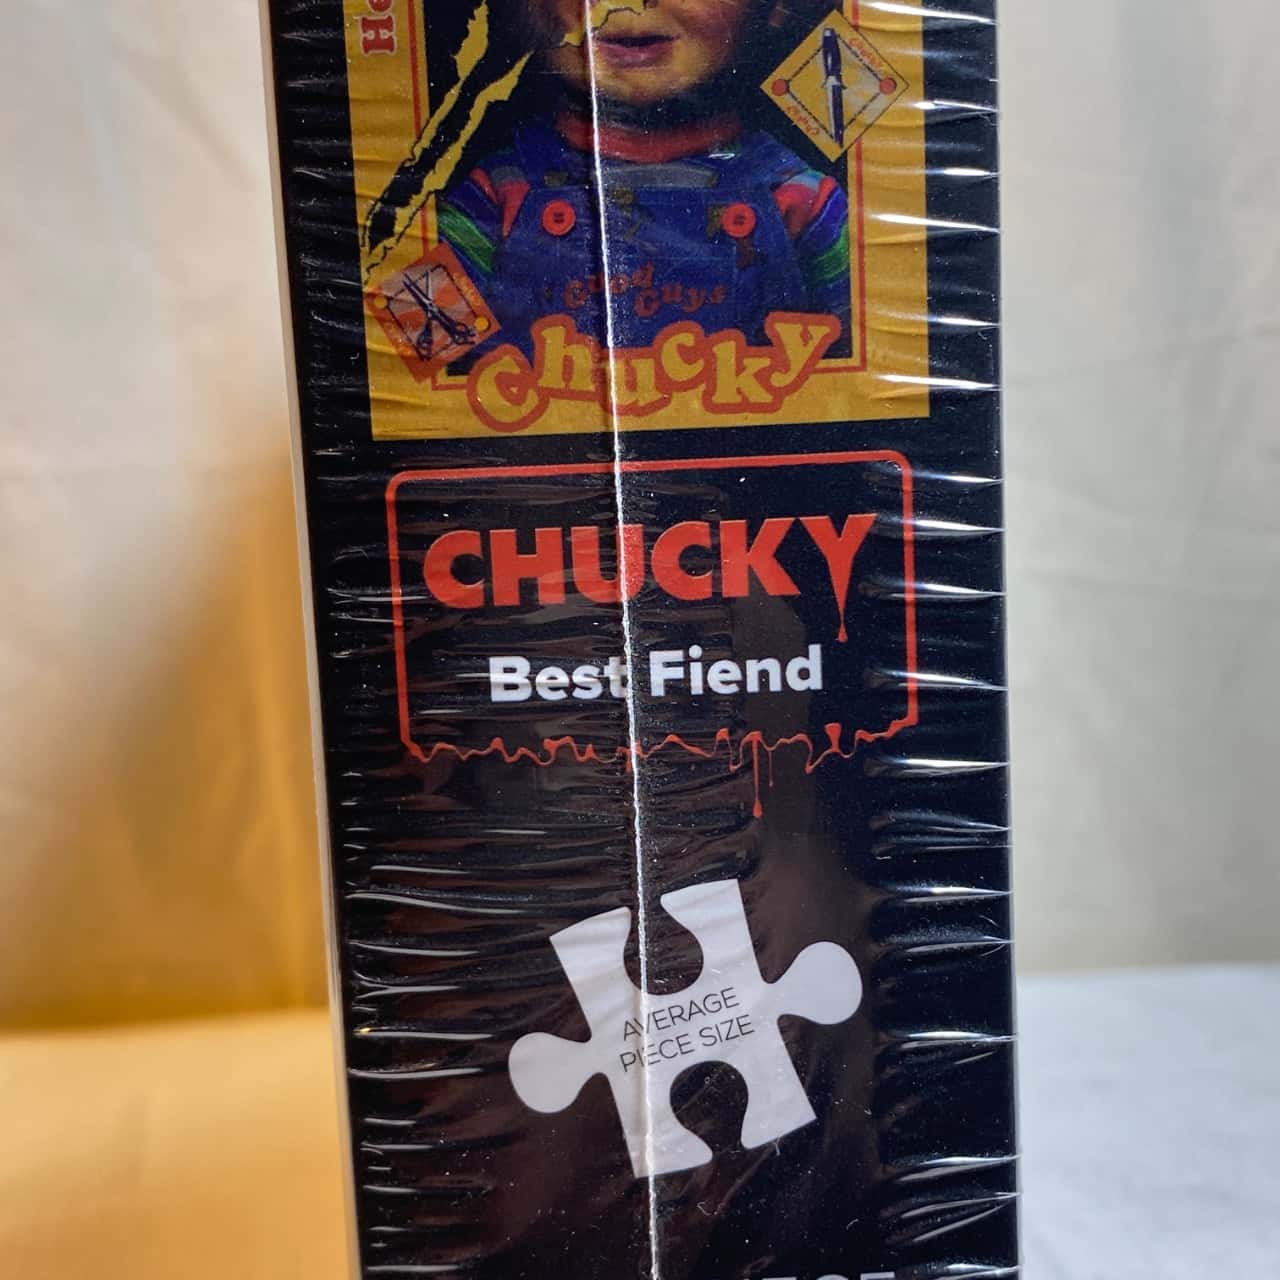 Good
Guys
Chucky
CHUCKY
Best Fiend
AVERAGE
PIECE SIZE